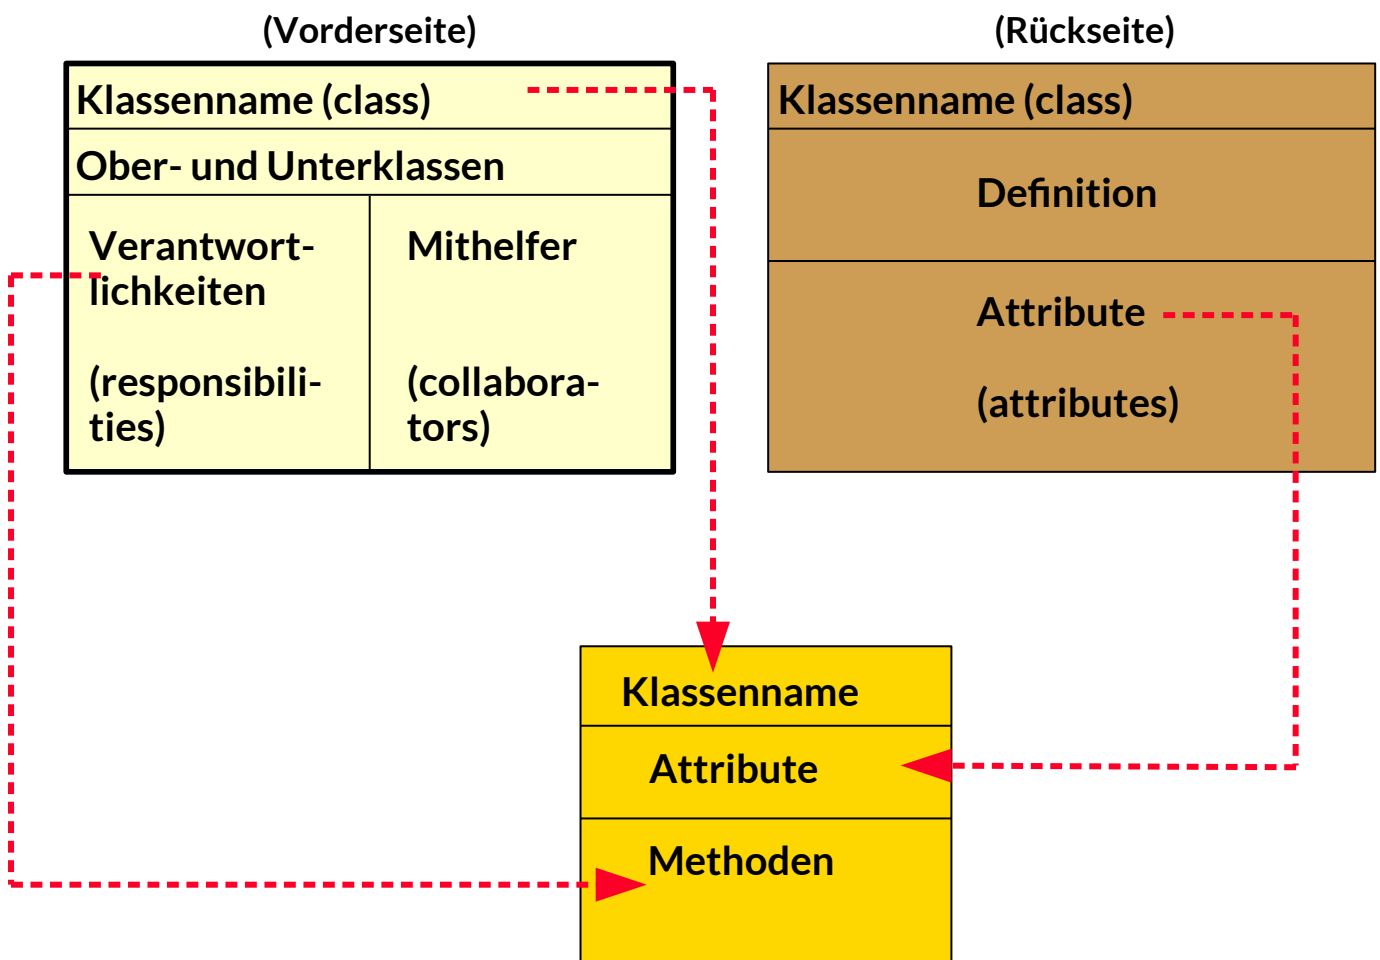 (Vorderseite)
Klassenname (class)
Ober- und Unterklassen
Verantwort-
lichkeiten
(responsibili-
ties)
Mithelfer
(collabora-
tors)
(Rückseite)
Klassenname (class)
Definition
Attribute
(attributes)
Klassenname
Attribute
Methoden